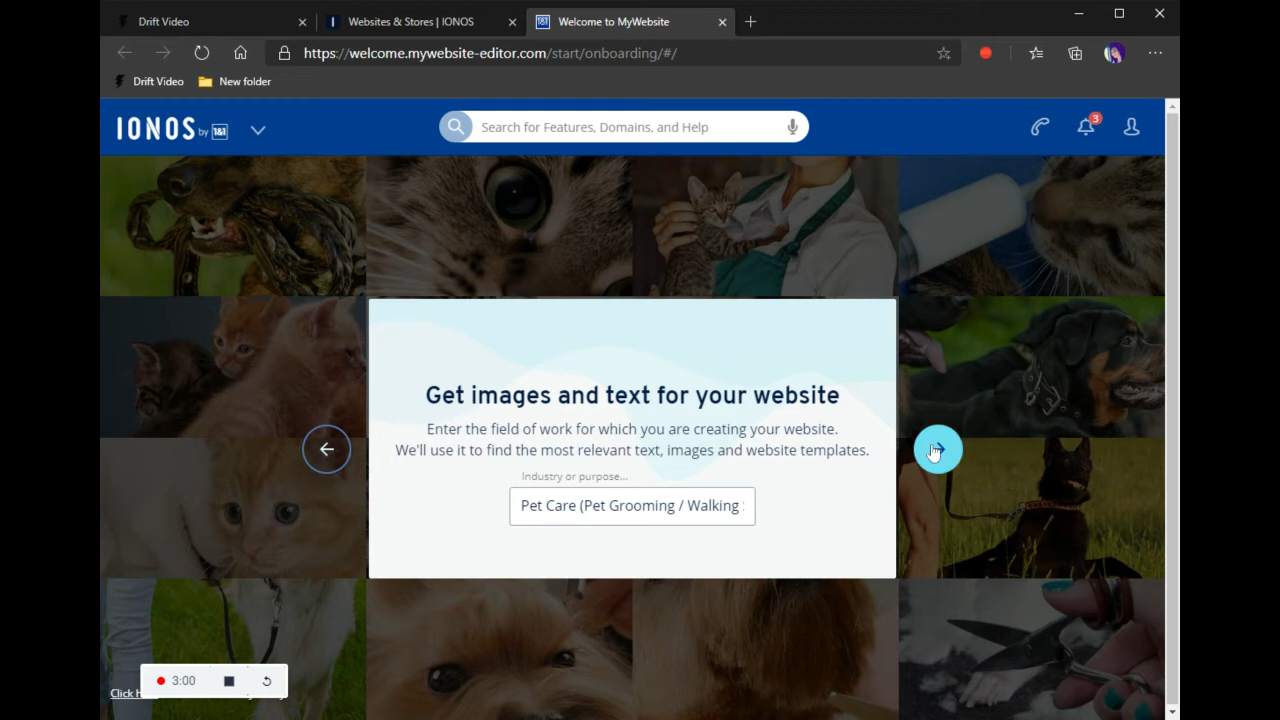 Drift Video
Websites & Stores | IONOS
Welcome to MyWebsite
https://welcome.mywebsite-editor.com/start/onboarding/#/
Drift Video
New folder
IONOS by 1&1
Search for Features, Domains, and Help
3
Get images and text for your website
Enter the field of work for which you are creating your website.
We'll use it to find the most relevant text, images and website templates.
Industry or purpose...
Pet Care (Pet Grooming / Walking
3:00
Click